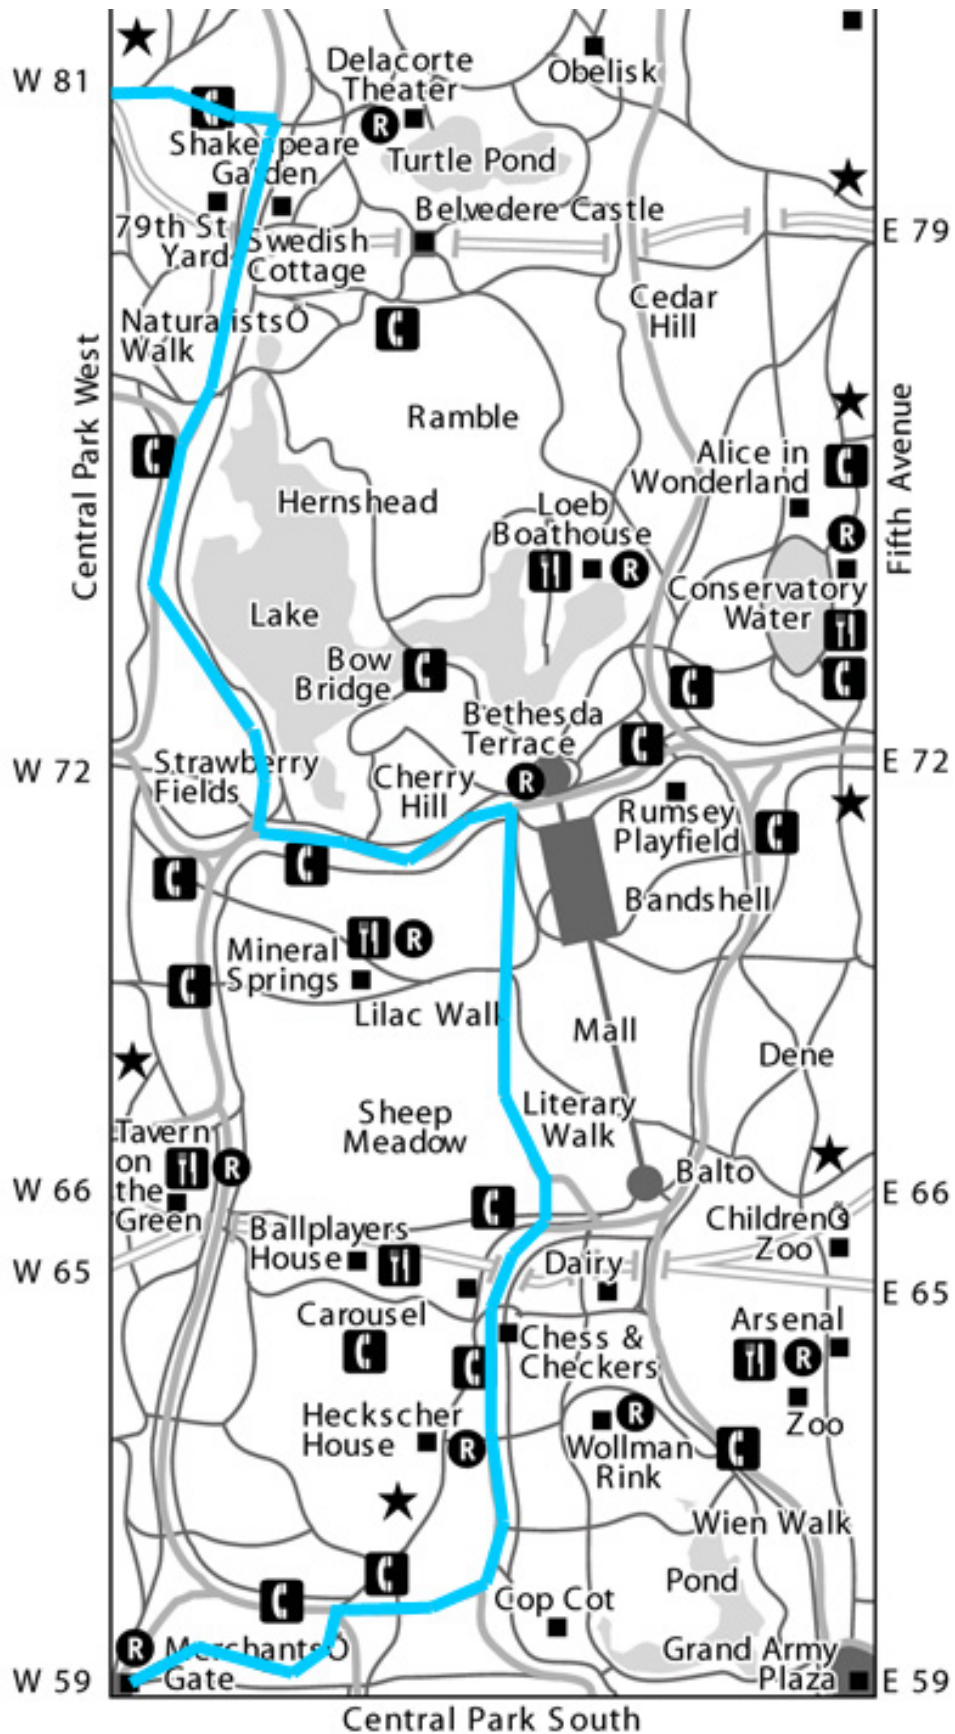 W 81
Delacorte
Theater
Obelisk
R
Shakespeare
Garden
Turtle Pond
Belvedere Castle
79th St
Yard
Swedish
Cottage
E 79
Cedar
Hill
NaturalistsÕ
Walk
Central Park West
Ramble
Fifth Avenue
Alice in
Wonderland
Hernshead
Loeb
Boathouse
R
R
Conservatory
Water
Lake
Bow
Bridge
Bethesda
Terrace
W 72
Strawberry
Fields
Cherry
Hill
R
E 72
Rumsey
Playfield
Bandshell
Mineral
Springs
R
Lilac Walk
Mall
Dene
Sheep
Meadow
Literary
Walk
Tavern
on
the
Green
R
W 66
Balto
E 66
ChildrenÕs
Zoo
Ballplayers
House
W 65
Dairy
E 65
Carousel
Chess &
Checkers
Arsenal
R
Zoo
Heckscher
House
R
R
Wollman
Rink
Wien Walk
Pond
Cop Cot
R
MerchantsÕ
Gate
W 59
Grand Army
Plaza
E 59
Central Park South